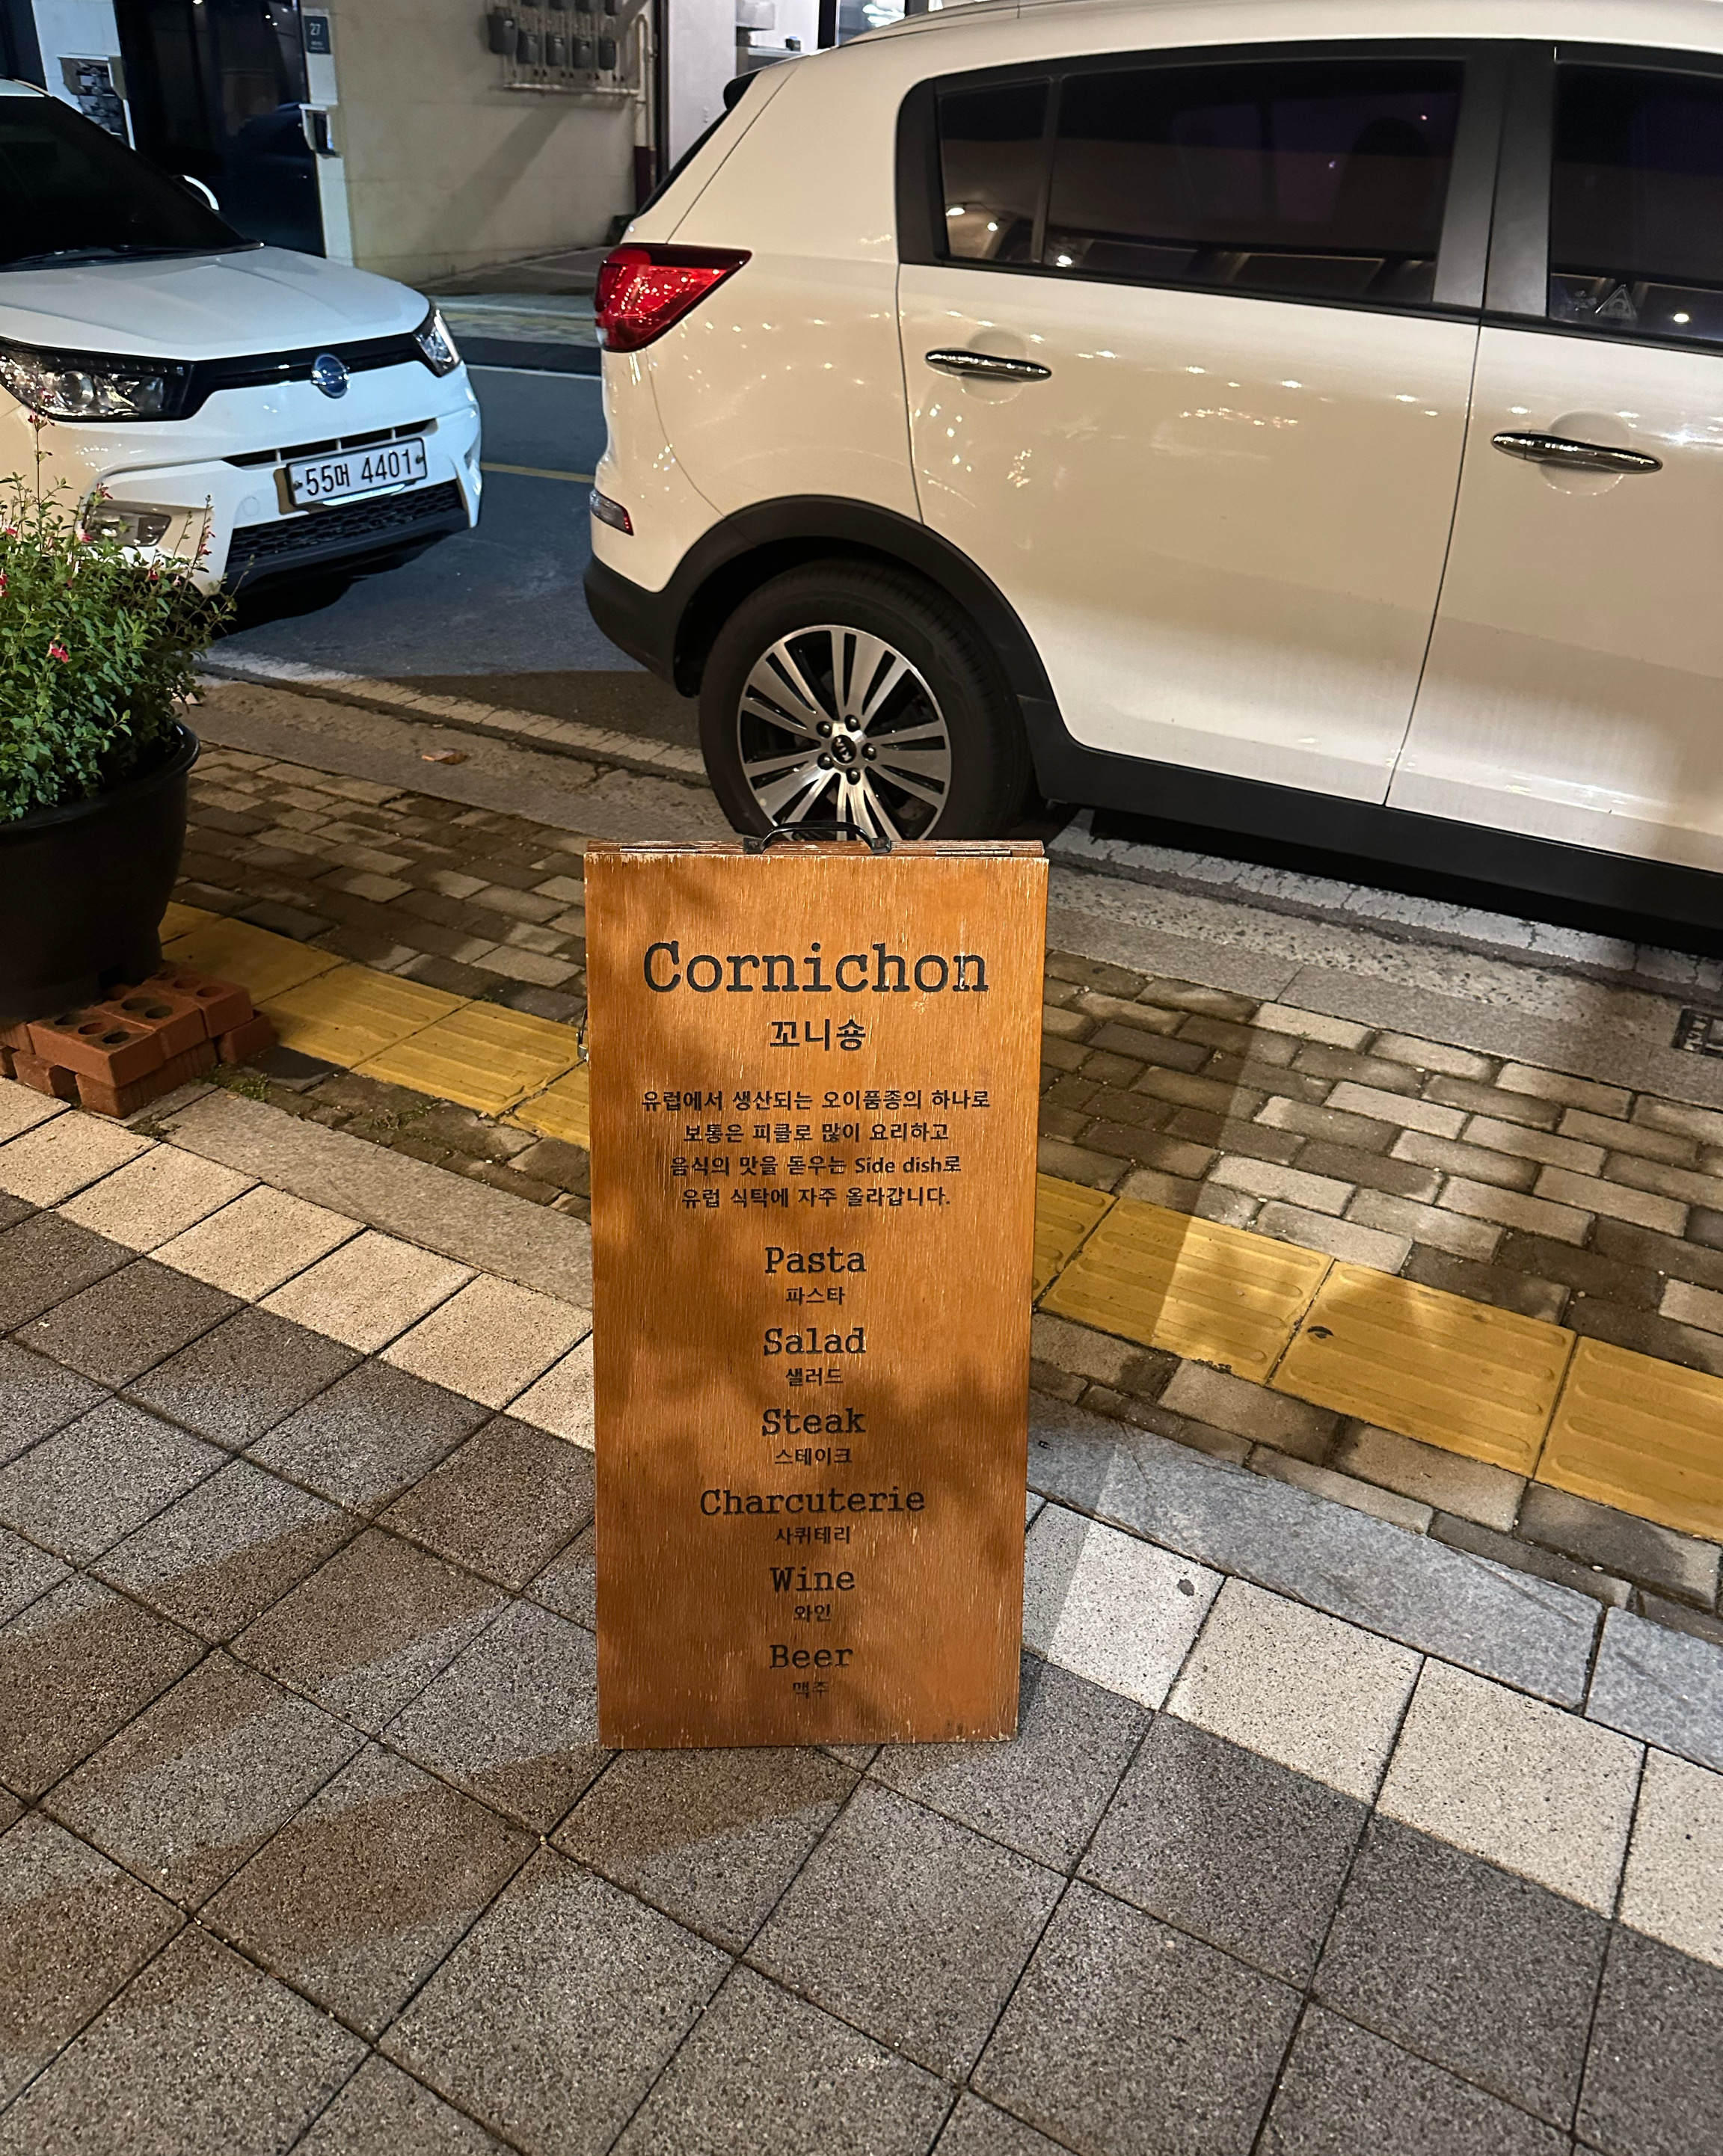 27
55머 4401
Cornichon
꼬니숑
유럽에서 생산되는 오이품종의 하나로
보통은 피클로 많이 요리하고
음식의 맛을 돋우는 Side dish로
유럽 식탁에 자주 올라갑니다.
Pasta
파스타
Salad
샐러드
Steak
스테이크
Charcuterie
샤퀴테리
Wine
와인
Beer
맥주